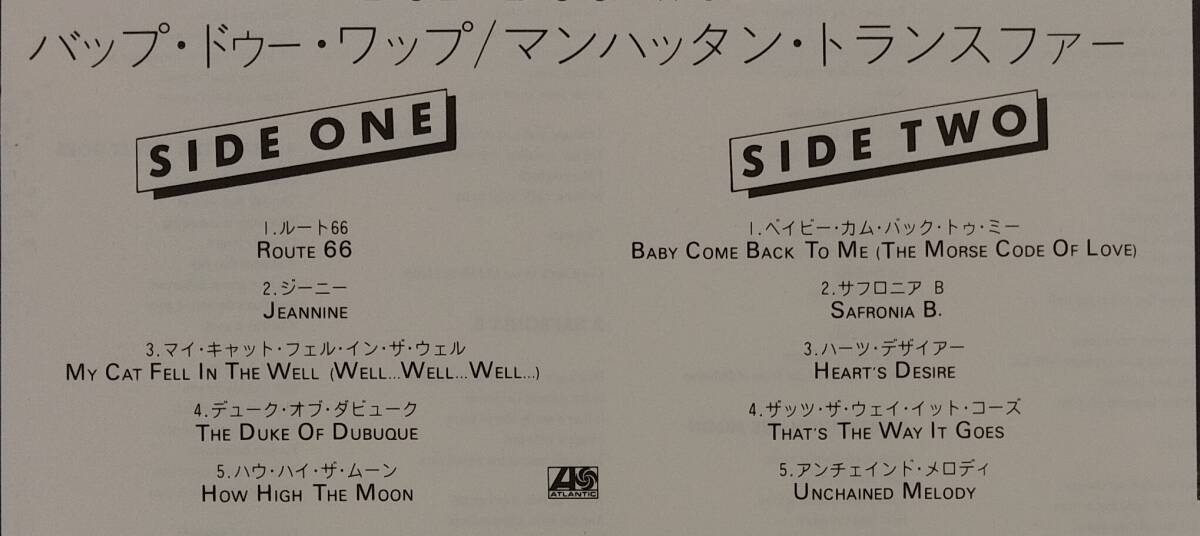 バップ・ドゥー・ワップ/マンハッタン・トランスファー
SIDE ONE
1.ルート66
ROUTE 66
2.ジーニー
JEANNINE
3.マイ・キャット・フェル・イン・ザ・ウェル
MY CAT FELL IN THE WELL (WELL...WELL...WELL...)
4.デューク・オブ・ダビューク
THE DUKE OF DUBUQUE
5.ハウ・ハイ・ザ・ムーン
HOW HIGH THE MOON
ATLANTIC
SIDE TWO
1.ベイビー・カム・バック・トゥ・ミー
BABY COME BACK TO ME (THE MORSE CODE OF LOVE)
2.サフロニア B
SAFRONIA B.
3.ハーツ・デザイアー
HEART'S DESIRE
4.ザッツ・ザ・ウェイ・イット・ゴーズ
THAT'S THE WAY IT GOES
5.アンチェインド・メロディ
UNCHAINED MELODY